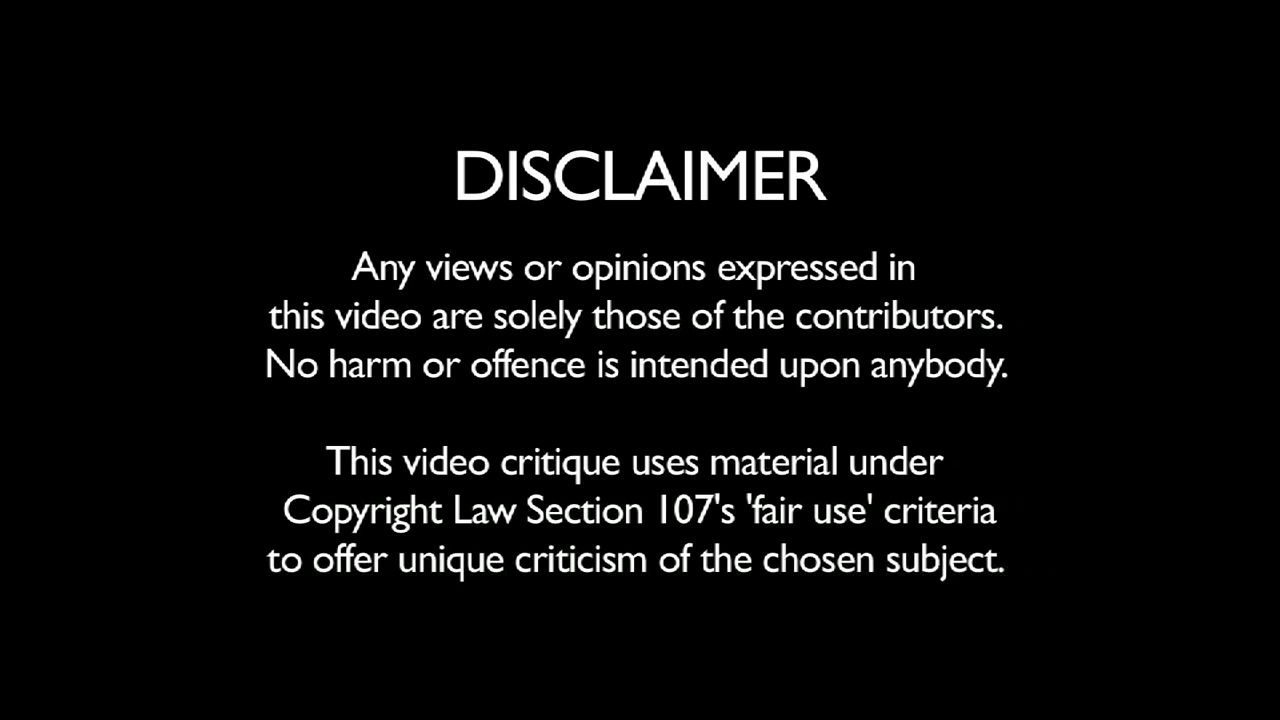 DISCLAIMER
Any views or opinions expressed in
this video are solely those of the contributors.
No harm or offence is intended upon anybody.
This video critique uses material under
Copyright Law Section 107's 'fair use' criteria
to offer unique criticism of the chosen subject.